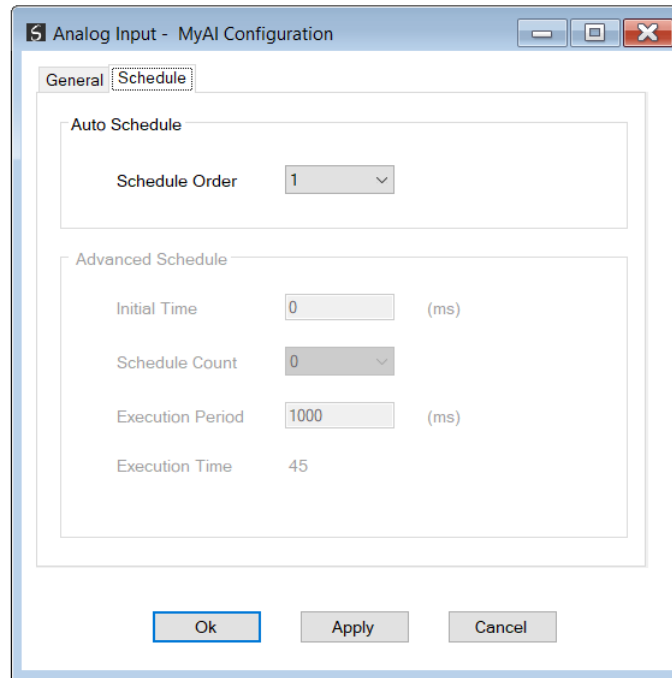 Analog Input - MyAI Configuration
General Schedule
Auto Schedule
Schedule Order 1
Advanced Schedule
Initial Time 0 (ms)
Schedule Count 0
Execution Period 1000 (ms)
Execution Time 45
Ok Apply Cancel